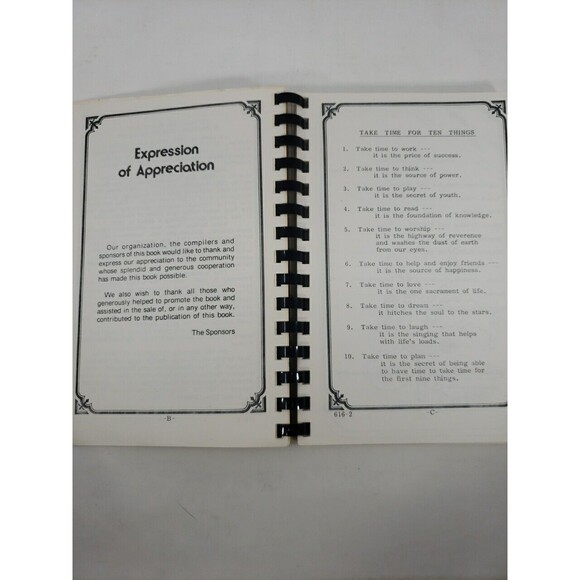 Expression
of Appreciation
Our organization, the compilers and
sponsors of this book would like to thank and
express our appreciation to the community
whose splendid and generous cooperation
has made this book possible.
We also wish to thank all those who
generously helped to promote the book and
assisted in the sale of, or in any other way,
contributed to the publication of this book.
The Sponsors
-B-
TAKE TIME FOR TEN THINGS
1. Take time to work ---
it is the price of success.
2. Take time to think ---
it is the source of power.
3. Take time to play ---
it is the secret of youth.
4. Take time to read ---
it is the foundation of knowledge.
5. Take time to worship ---
it is the highway of reverence
and washes the dust of earth
from our eyes.
6. Take time to help and enjoy friends ---
it is the source of happiness.
7. Take time to love ---
it is the one sacrament of life.
8. Take time to dream ---
it hitches the soul to the stars.
9. Take time to laugh ---
it is the singing that helps
with life's loads.
10. Take time to plan ---
it is the secret of being able
to have time to take time for
the first nine things.
616-2
-C-